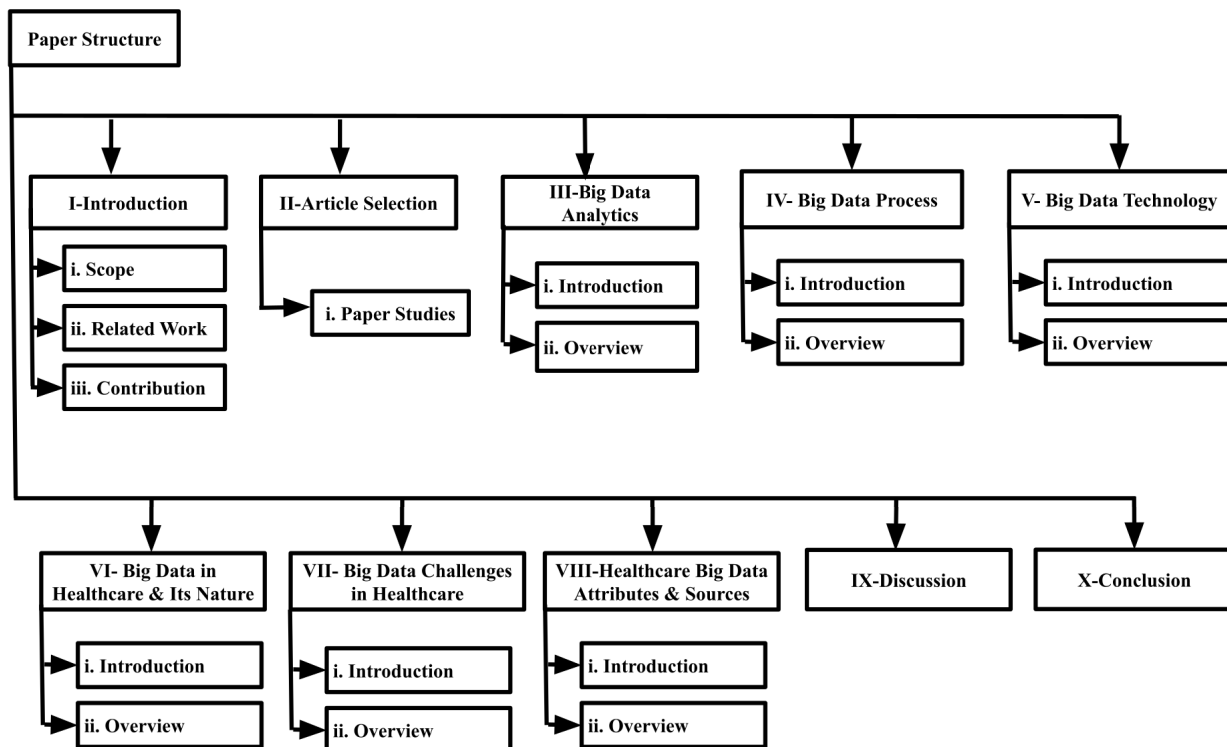 Paper Structure
I-Introduction
i. Scope
ii. Related Work
iii. Contribution
II-Article Selection
i. Paper Studies
III-Big Data
Analytics
i. Introduction
ii. Overview
IV- Big Data Process
i. Introduction
ii. Overview
V- Big Data Technology
i. Introduction
ii. Overview
VI- Big Data in
Healthcare & Its Nature
i. Introduction
ii. Overview
VII- Big Data Challenges
in Healthcare
i. Introduction
ii. Overview
VIII-Healthcare Big Data
Attributes & Sources
i. Introduction
ii. Overview
IX-Discussion
X-Conclusion